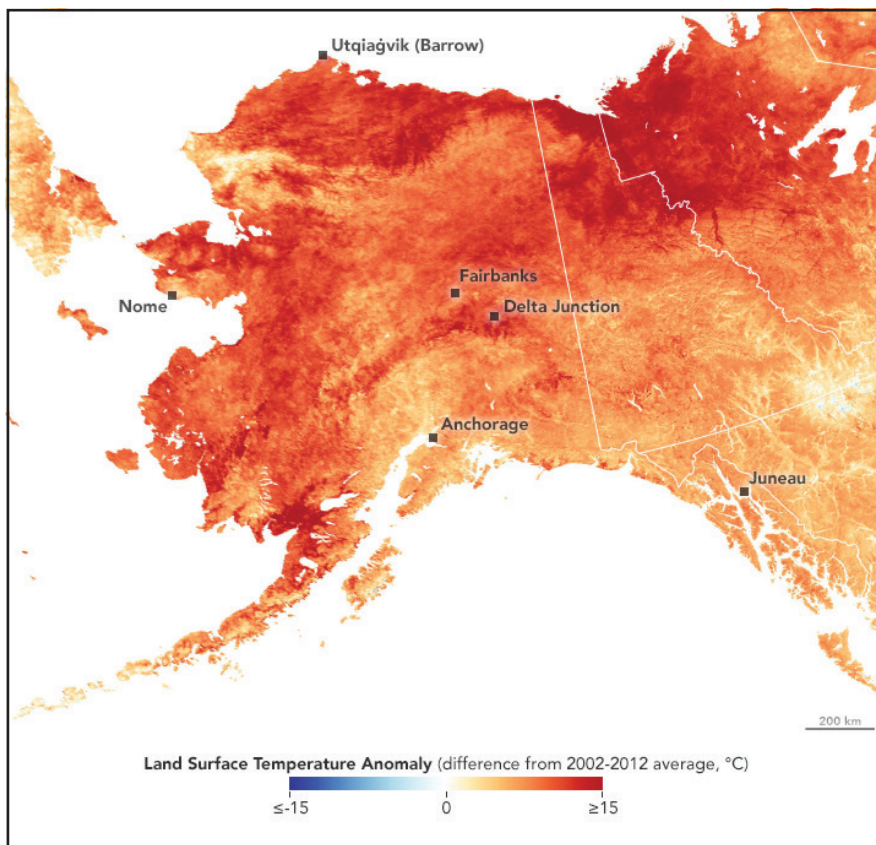 Utqiaġvik (Barrow)
Fairbanks
Nome
Delta Junction
Anchorage
Juneau
200 km
Land Surface Temperature Anomaly (difference from 2002-2012 average, °C)
≤-15 0 ≥15